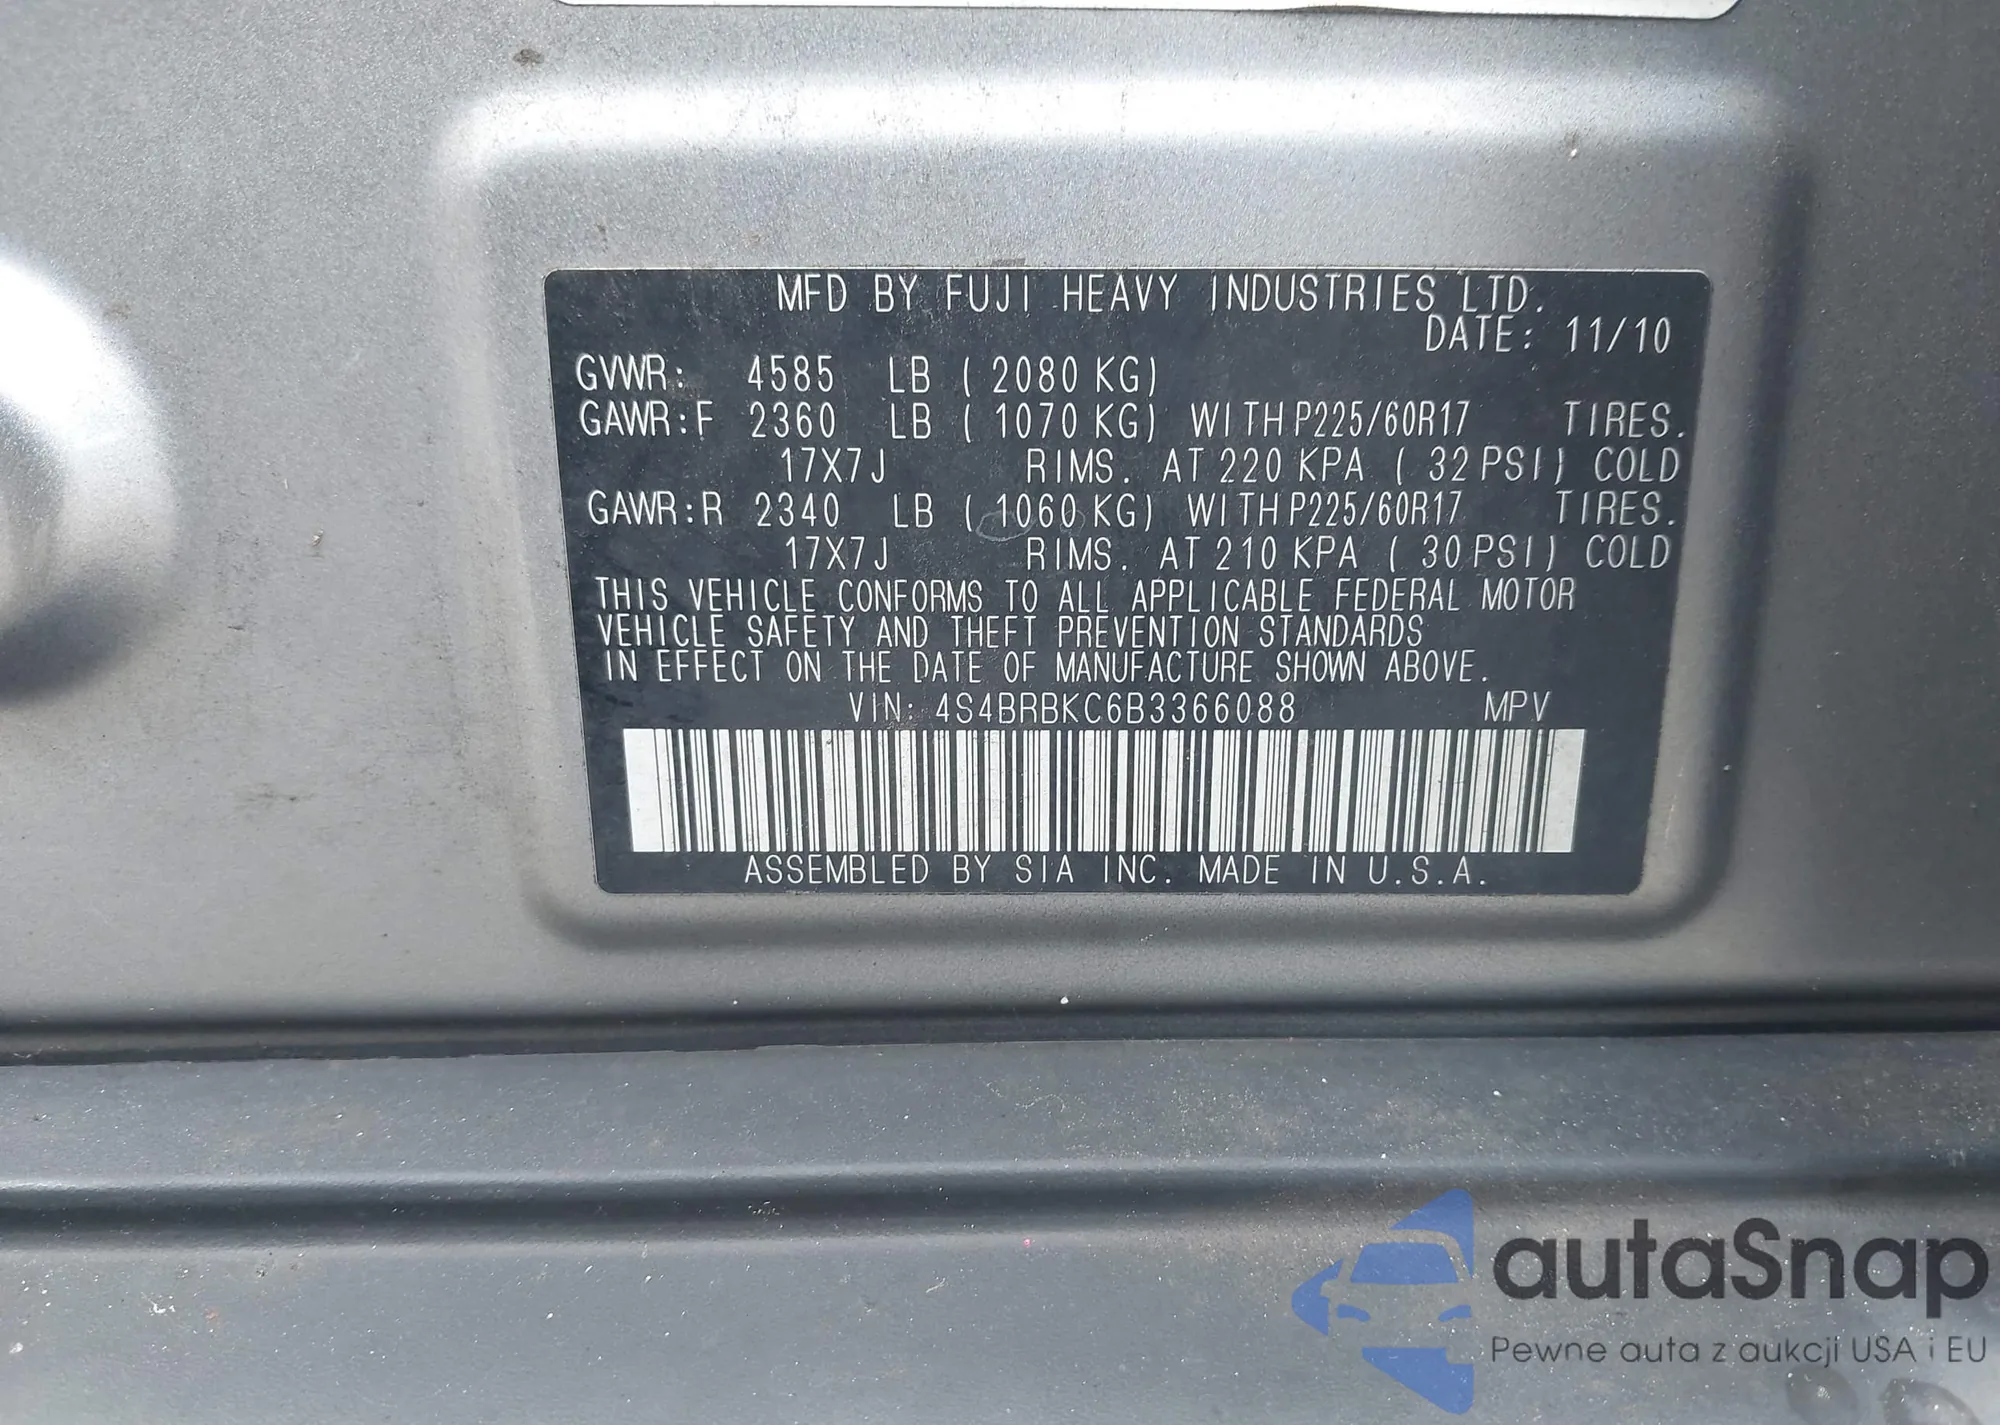 MFD BY FUJI HEAVY INDUSTRIES LTD.
DATE: 11/10
GVWR: 4585 LB ( 2080 KG)
GAWR:F 2360 LB ( 1070 KG) WITH P225/60R17 TIRES.
17X7J RIMS. AT 220 KPA ( 32 PSI) COLD
GAWR:R 2340 LB ( 1060 KG) WITH P225/60R17 TIRES.
17X7J RIMS. AT 210 KPA ( 30 PSI) COLD
THIS VEHICLE CONFORMS TO ALL APPLICABLE FEDERAL MOTOR
VEHICLE SAFETY AND THEFT PREVENTION STANDARDS
IN EFFECT ON THE DATE OF MANUFACTURE SHOWN ABOVE.
VIN: 4S4BRBKC6B3366088 MPV
ASSEMBLED BY SIA INC. MADE IN U.S.A.
autaSnap
Pewne auta z aukcji USA i EU